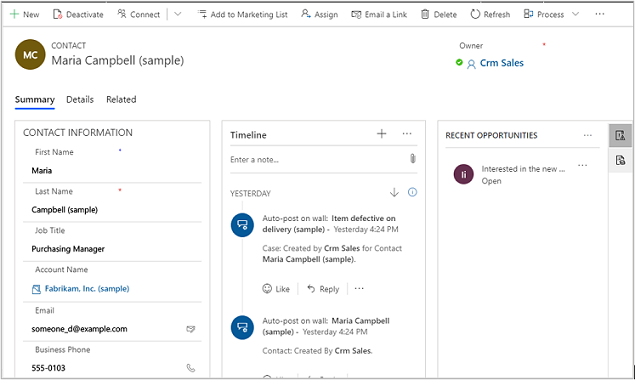 New Deactivate Connect Add to Marketing List Assign Email a Link Delete Refresh Process ...
MC
CONTACT
Maria Campbell (sample)
Owner *
Crm Sales
Summary Details Related
CONTACT INFORMATION
First Name *
Maria
Last Name *
Campbell (sample)
Job Title
Purchasing Manager
Account Name
Fabrikam, Inc. (sample)
Email
someone_d@example.com
Business Phone
555-0103
Timeline
Enter a note...
YESTERDAY
Auto-post on wall: Item defective on
delivery (sample) - Yesterday 4:24 PM
Case: Created by Crm Sales for Contact
Maria Campbell (sample).
Like Reply ...
Auto-post on wall: Maria Campbell
(sample) - Yesterday 4:24 PM
Contact: Created By Crm Sales.
RECENT OPPORTUNITIES ...
Ii
Interested in the new ... ...
Open